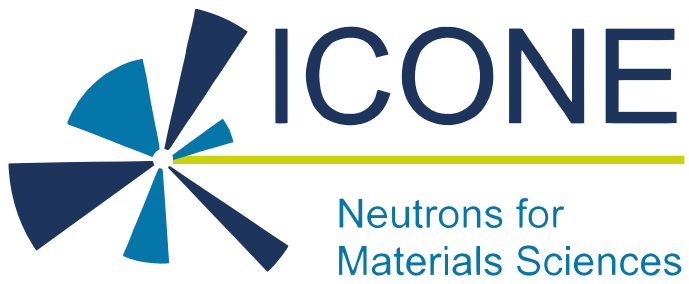 ICONE
Neutrons for
Materials Sciences